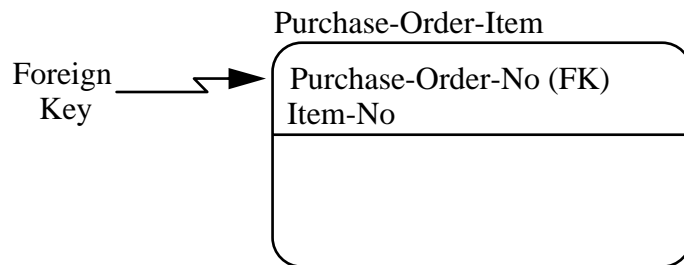 Purchase-Order-Item
Foreign
Key
Purchase-Order-No (FK)
Item-No